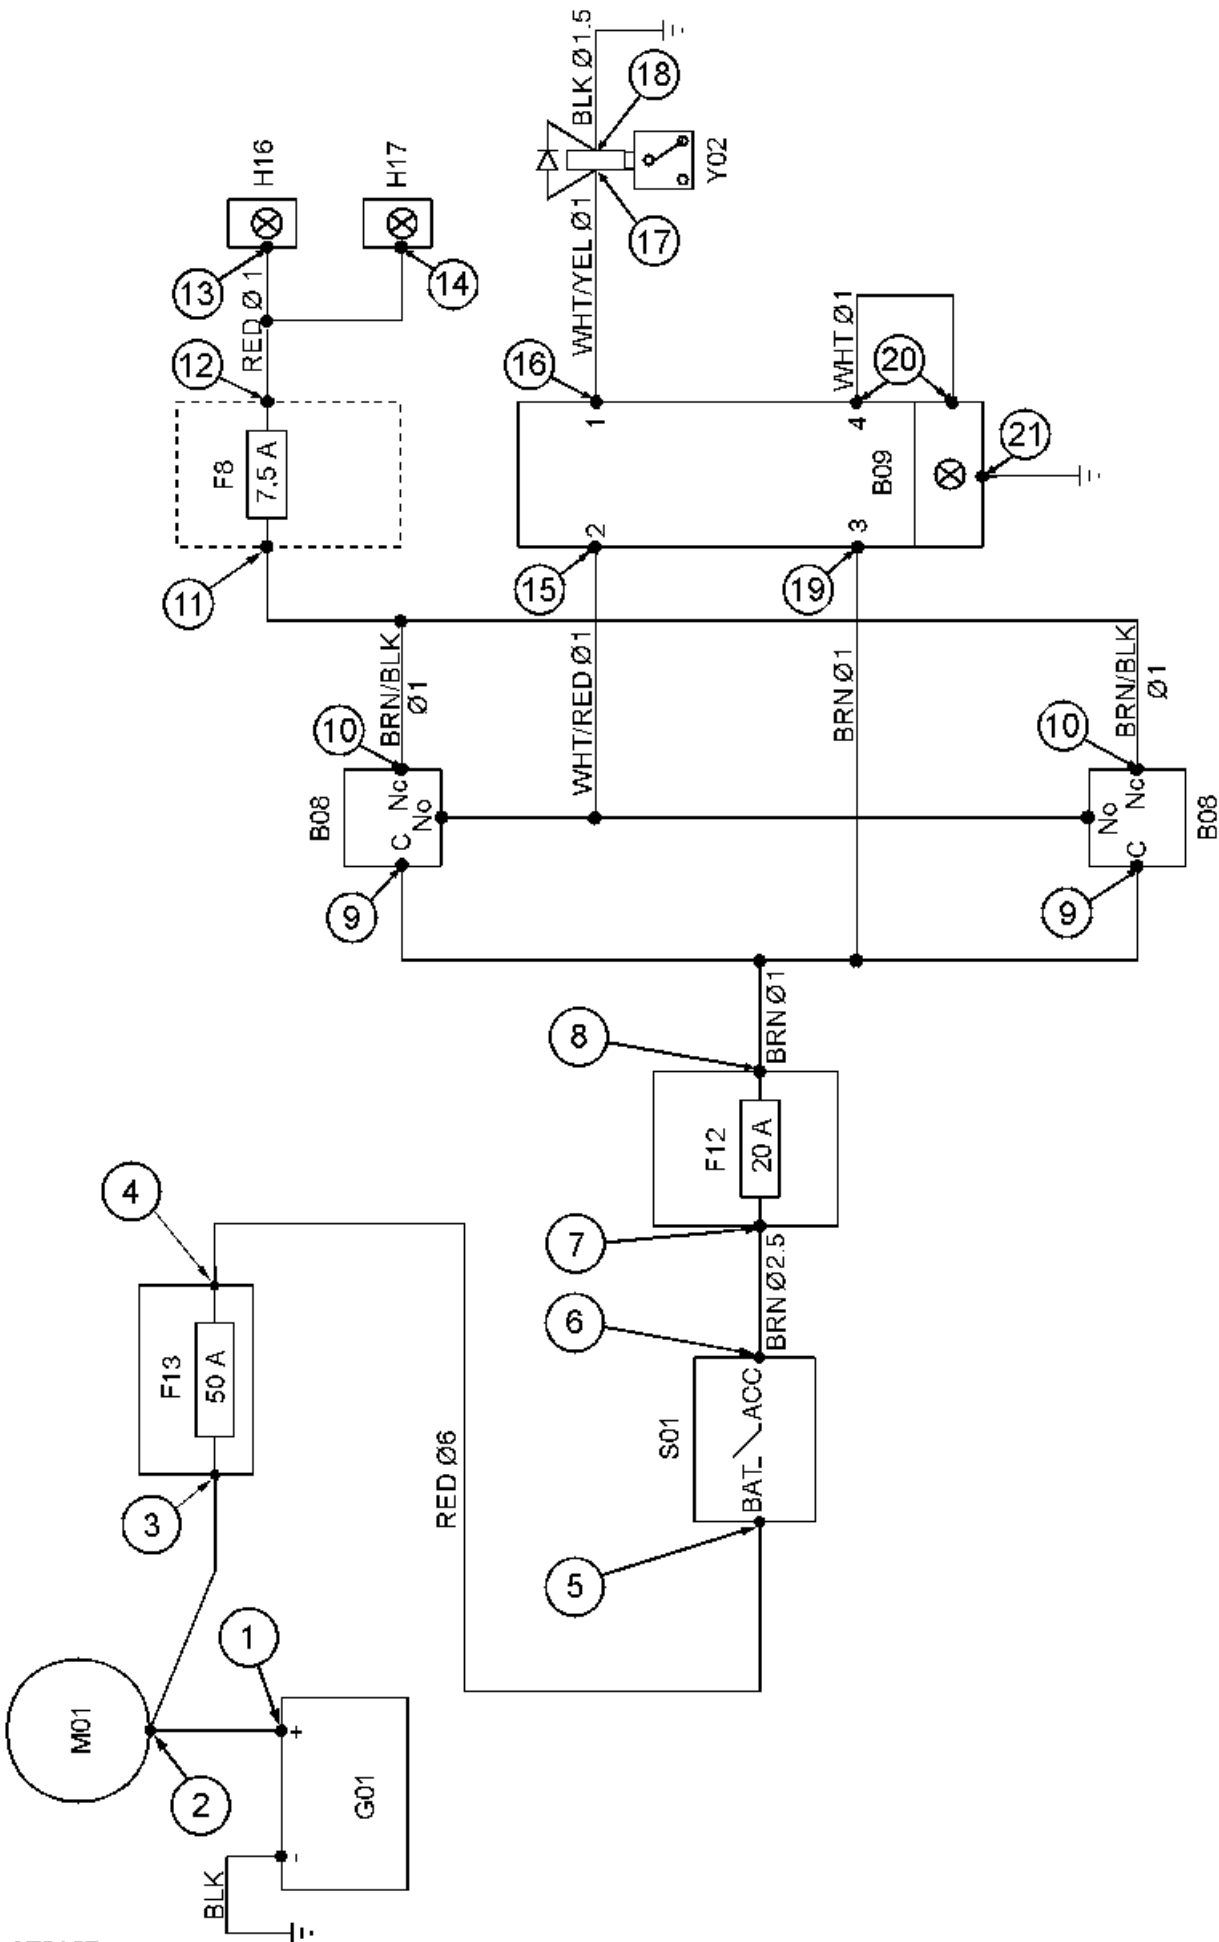 BLK Ø1.5
18
H16
H17
Y02
17
13
14
RED Ø 1
WHT/YEL Ø1
12
16
WHT Ø1
20
F8
7.5 A
1
4
21
B09
2
3
11
15
19
BRN/BLK
Ø1
WHT/RED Ø1
BRN Ø1
BRN/BLK
Ø1
10
10
B08
Nc
No
C
No
Nc
C
B08
9
9
8
BRN Ø1
F12
20 A
4
7
BRN Ø2.5
F13
50 A
6
S01
BAT
ACC
RED Ø6
3
5
1
M01
+
2
G01
-
BLK